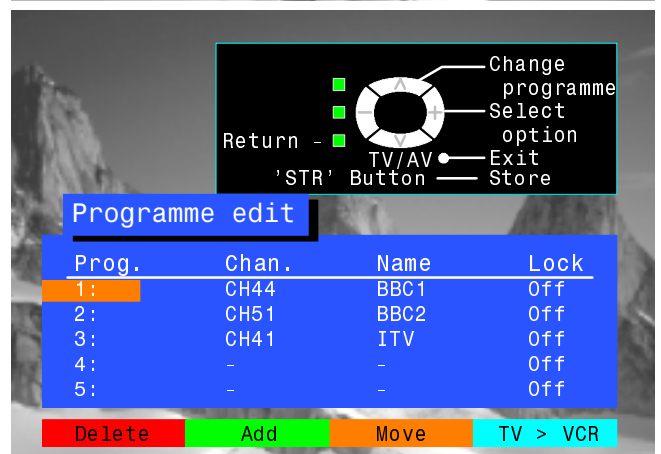 Change
programme
Select
option
Return -
TV/AV Exit
'STR' Button Store
Programme edit
Prog. Chan. Name Lock
1: CH44 BBC1 Off
2: CH51 BBC2 Off
3: CH41 ITV Off
4: - - Off
5: - - Off
Delete Add Move TV > VCR